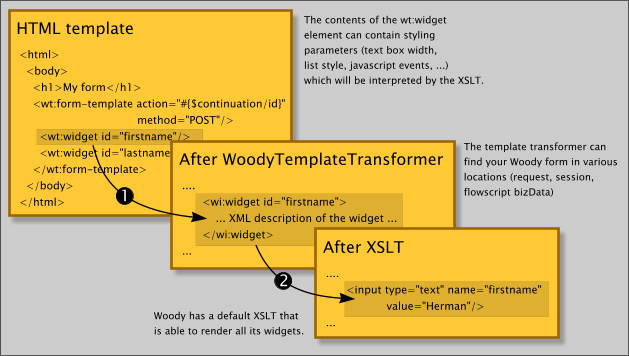 HTML template
<html>
<body>
<h1>My form</h1>
<wt:form-template action="#{$continuation/id}"
method="POST"/>
<wt:widget id="firstname"/>
<wt:widget id="lastname
</wt:form-template>
</body>
</html>
The contents of the wt:widget
element can contain styling
parameters (text box width,
list style, javascript events, ...)
which will be interpreted by the XSLT.
1
After WoodyTemplateTransformer
....
<wi:widget id="firstname">
... XML description of the widget ...
</wi:widget>
...
The template transformer can
find your Woody form in various
locations (request, session,
flowscript bizData)
2
After XSLT
....
<input type="text" name="firstname"
value="Herman"/>
...
Woody has a default XSLT that
is able to render all its widgets.